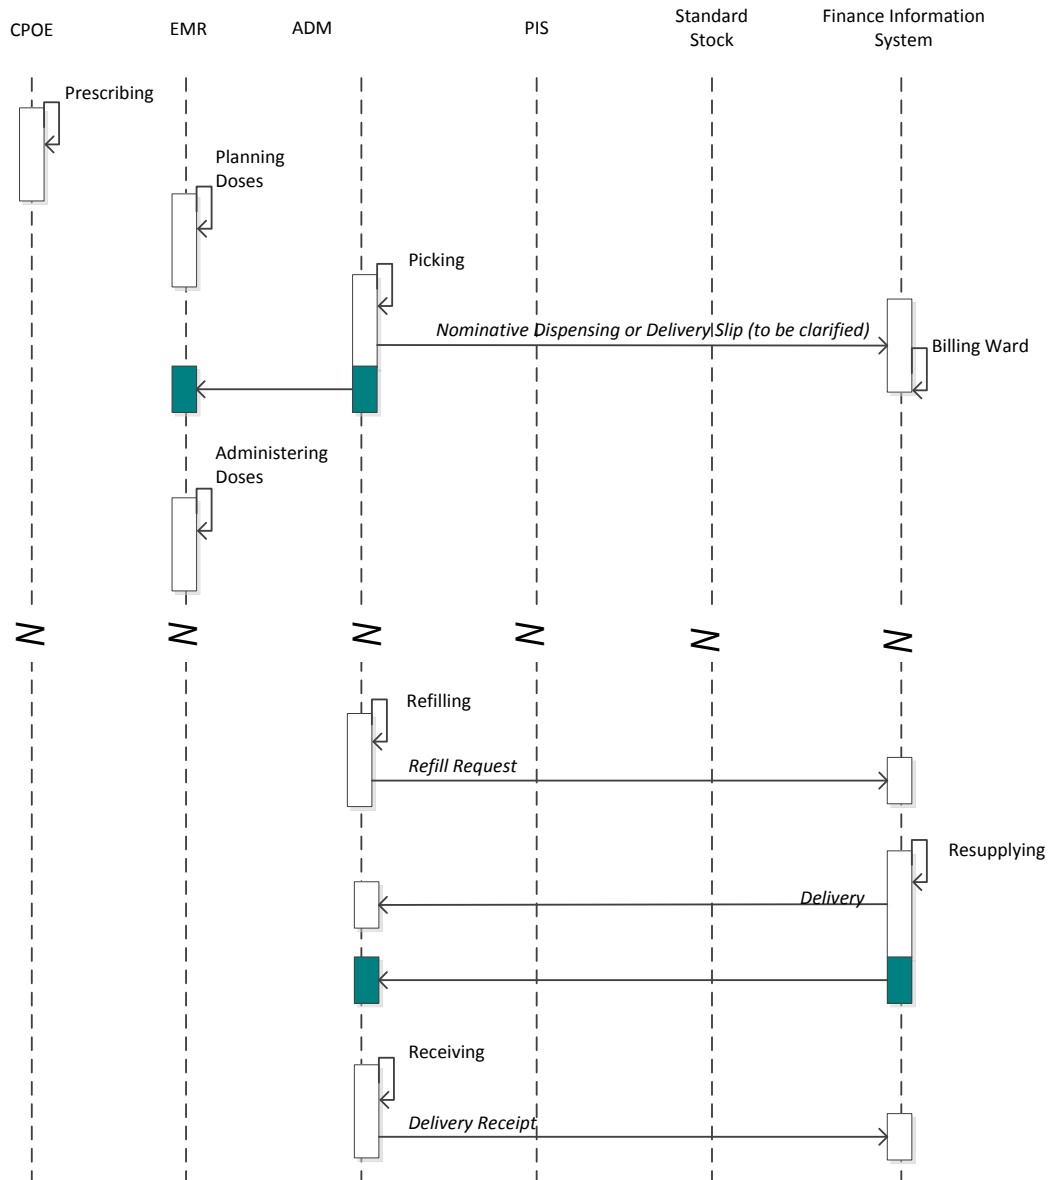 CPOE
EMR
ADM
PIS
Standard
Stock
Finance Information
System
Prescribing
Planning
Doses
Picking
Nominative Dispensing or Delivery Slip (to be clarified)
Billing Ward
Administering
Doses
N N N N N N
Refilling
Refill Request
Resupplying
Delivery
Receiving
Delivery Receipt